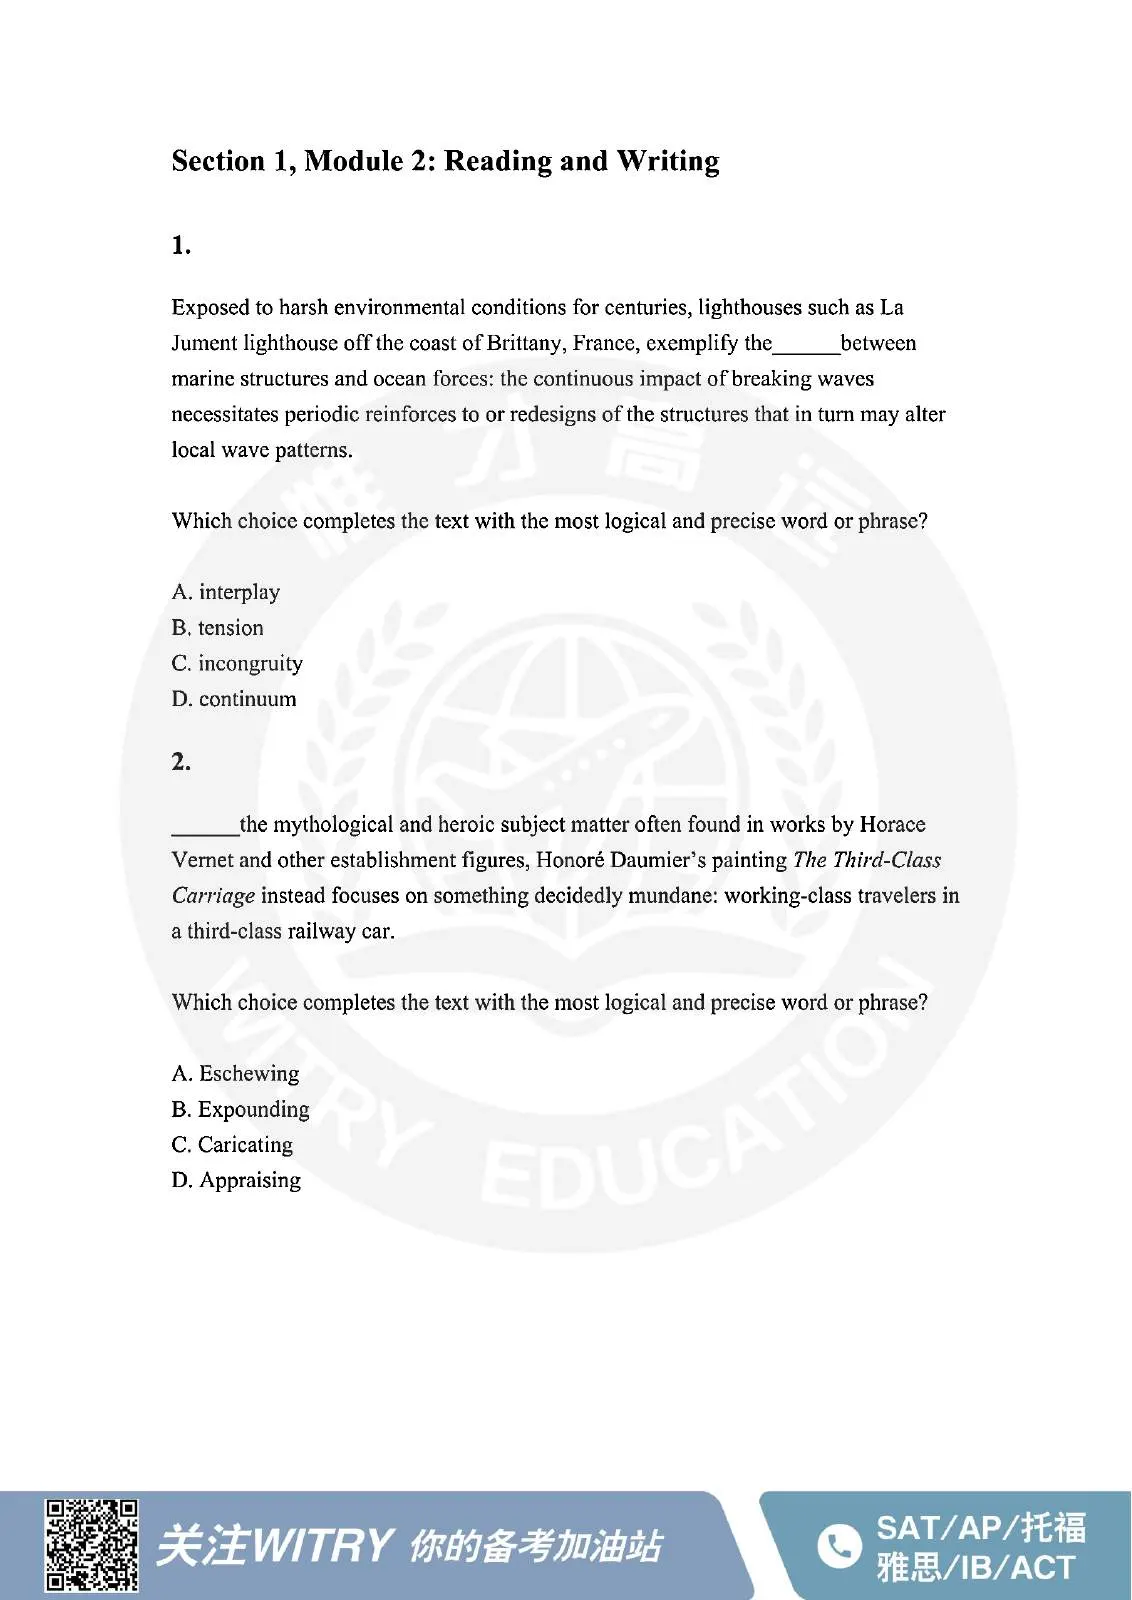 Section 1, Module 2: Reading and Writing
1.
Exposed to harsh environmental conditions for centuries, lighthouses such as La
Jument lighthouse off the coast of Brittany, France, exemplify the______between
marine structures and ocean forces: the continuous impact of breaking waves
necessitates periodic reinforces to or redesigns of the structures that in turn may alter
local wave patterns.
Which choice completes the text with the most logical and precise word or phrase?
A. interplay
B. tension
C. incongruity
D. continuum
2.
______the mythological and heroic subject matter often found in works by Horace
Vernet and other establishment figures, Honoré Daumier's painting The Third-Class
Carriage instead focuses on something decidedly mundane: working-class travelers in
a third-class railway car.
Which choice completes the text with the most logical and precise word or phrase?
A. Eschewing
B. Expounding
C. Caricating
D. Appraising
惟才高远
WITRY EDUCATION
关注WITRY 你的备考加油站
SAT/AP/托福
雅思/IB/ACT